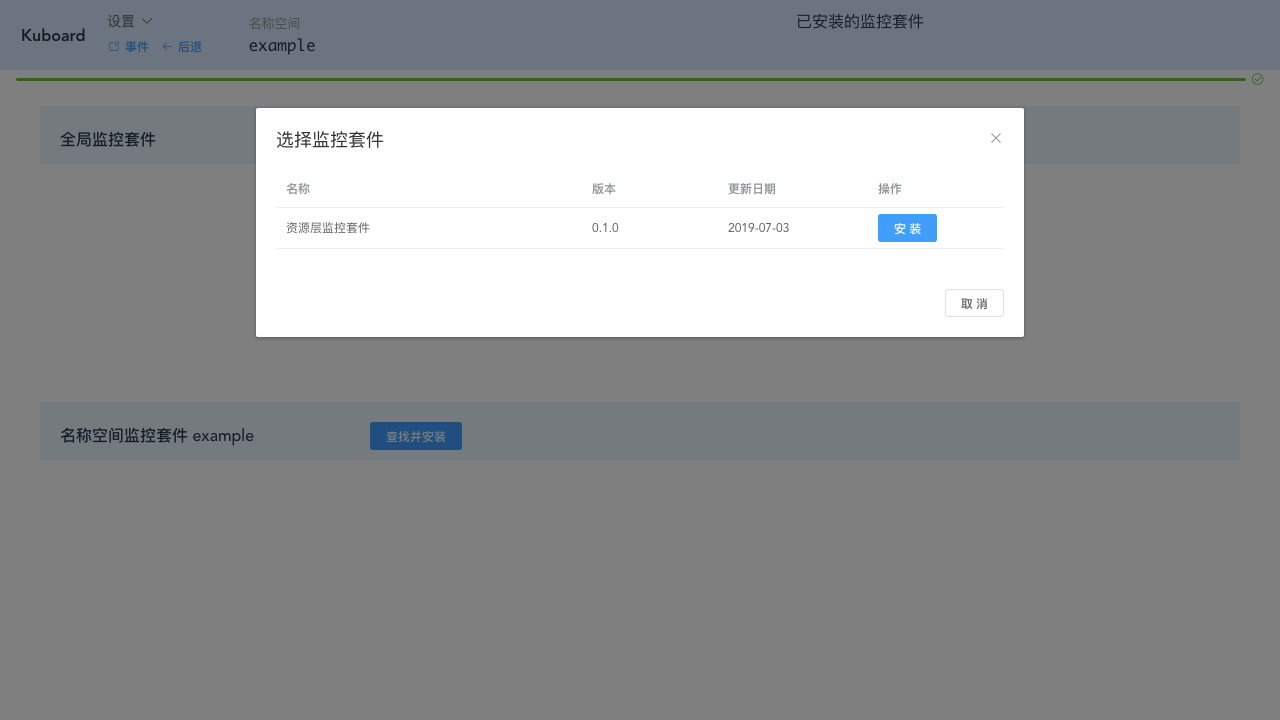 Kuboard
设置
事件 后退
名称空间
example
已安装的监控套件
全局监控套件
选择监控套件
名称 版本 更新日期 操作
资源层监控套件 0.1.0 2019-07-03 安 装
取 消
名称空间监控套件 example 查找并安装